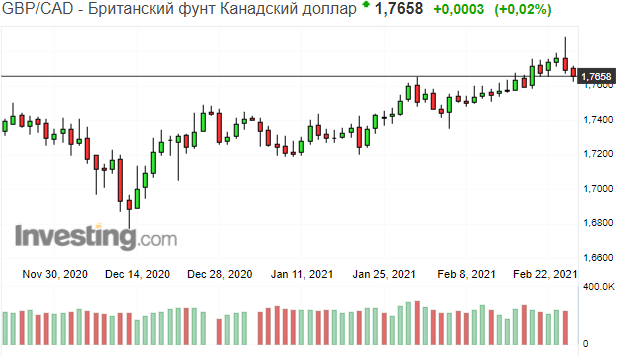 GBP/CAD - Британский фунт Канадский доллар 1,7658 +0,0003 (+0,02%)
1,7658
1,7600
1,7400
1,7200
1,7000
1,6800
Investing.com
1,6600
Nov 30, 2020 Dec 14, 2020 Dec 28, 2020 Jan 11, 2021 Jan 25, 2021 Feb 8, 2021 Feb 22, 2021
400.0K
0